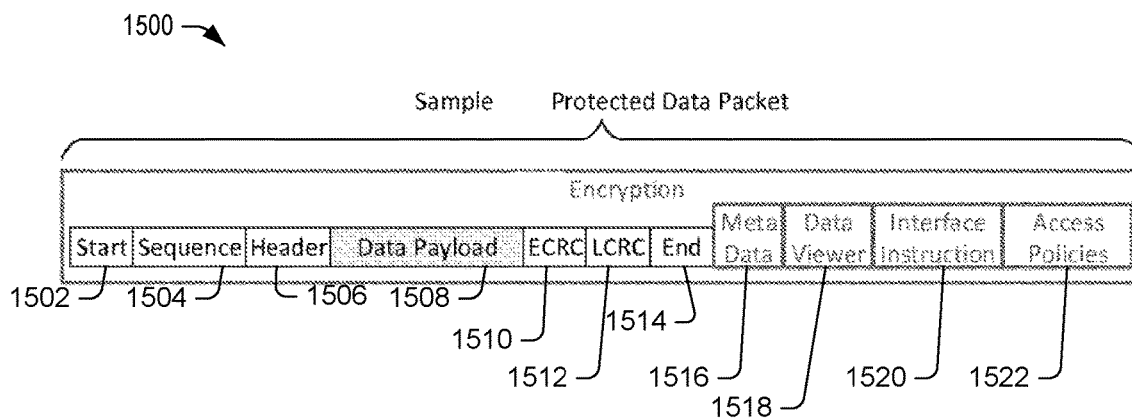 1500
Sample Protected Data Packet
Encryption
Start Sequence Header Data Payload ECRC LCRC End Meta Data Data Viewer Interface Instruction Access Policies
1502 1504 1506 1508
1510 1514
1512 1516 1520 1522
1518